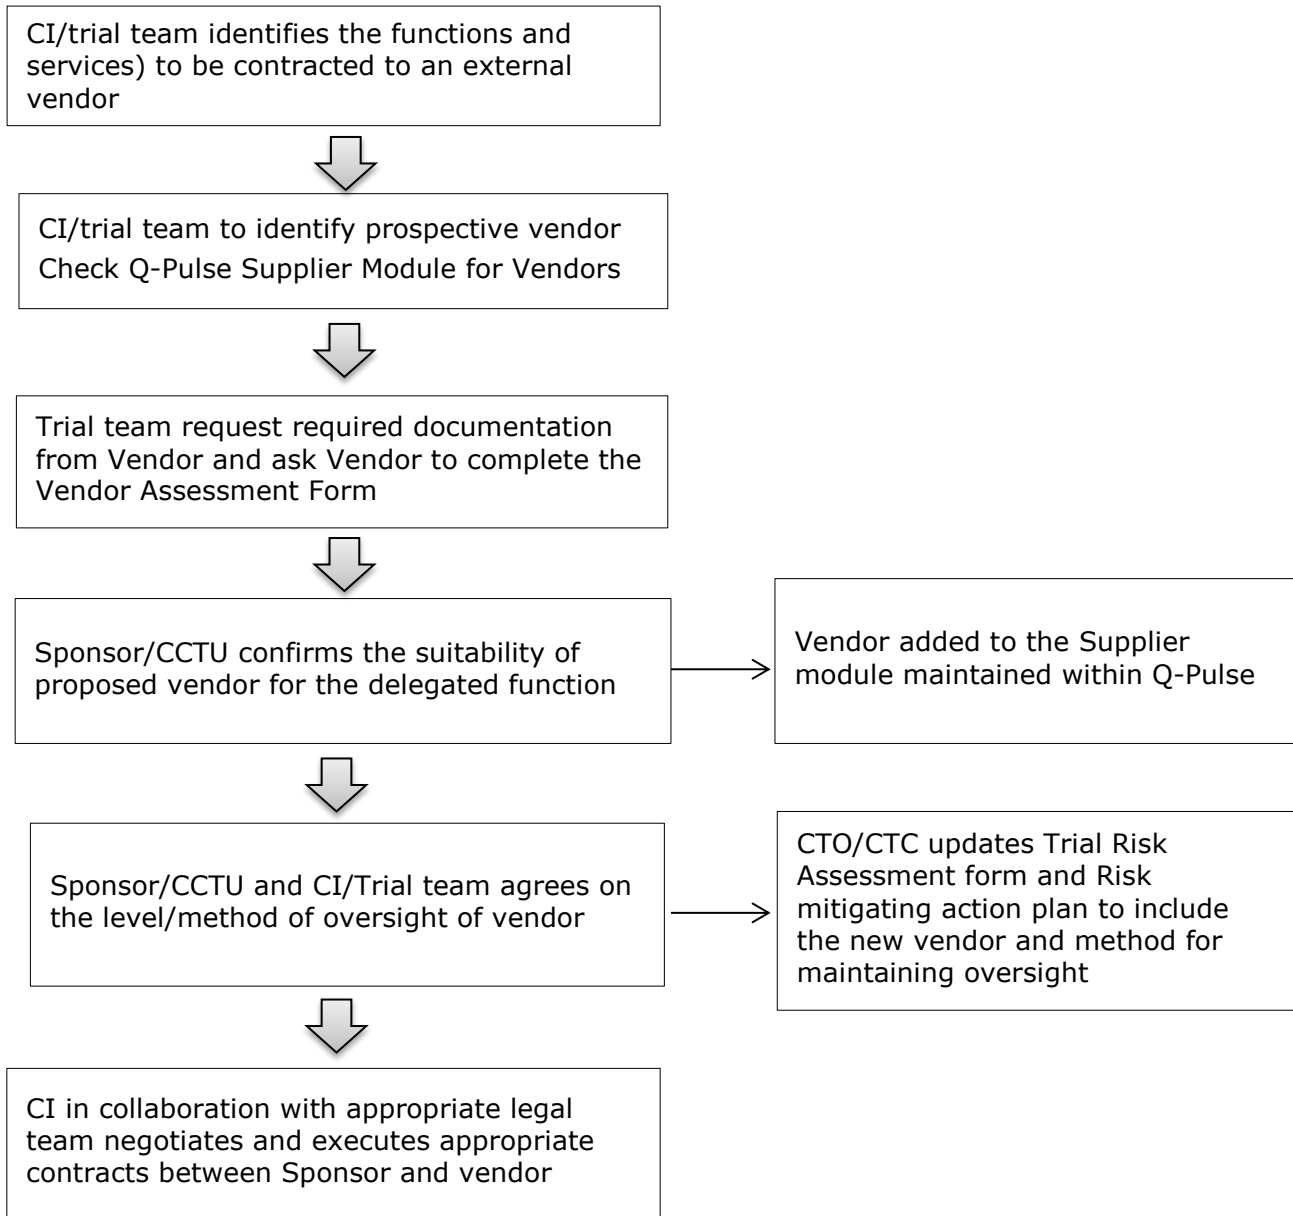 CI/trial team identifies the functions and
services) to be contracted to an external
vendor
CI/trial team to identify prospective vendor
Check Q-Pulse Supplier Module for Vendors
Trial team request required documentation
from Vendor and ask Vendor to complete the
Vendor Assessment Form
Sponsor/CCTU confirms the suitability of
proposed vendor for the delegated function
Vendor added to the Supplier
module maintained within Q-Pulse
Sponsor/CCTU and CI/Trial team agrees on
the level/method of oversight of vendor
CTO/CTC updates Trial Risk
Assessment form and Risk
mitigating action plan to include
the new vendor and method for
maintaining oversight
CI in collaboration with appropriate legal
team negotiates and executes appropriate
contracts between Sponsor and vendor